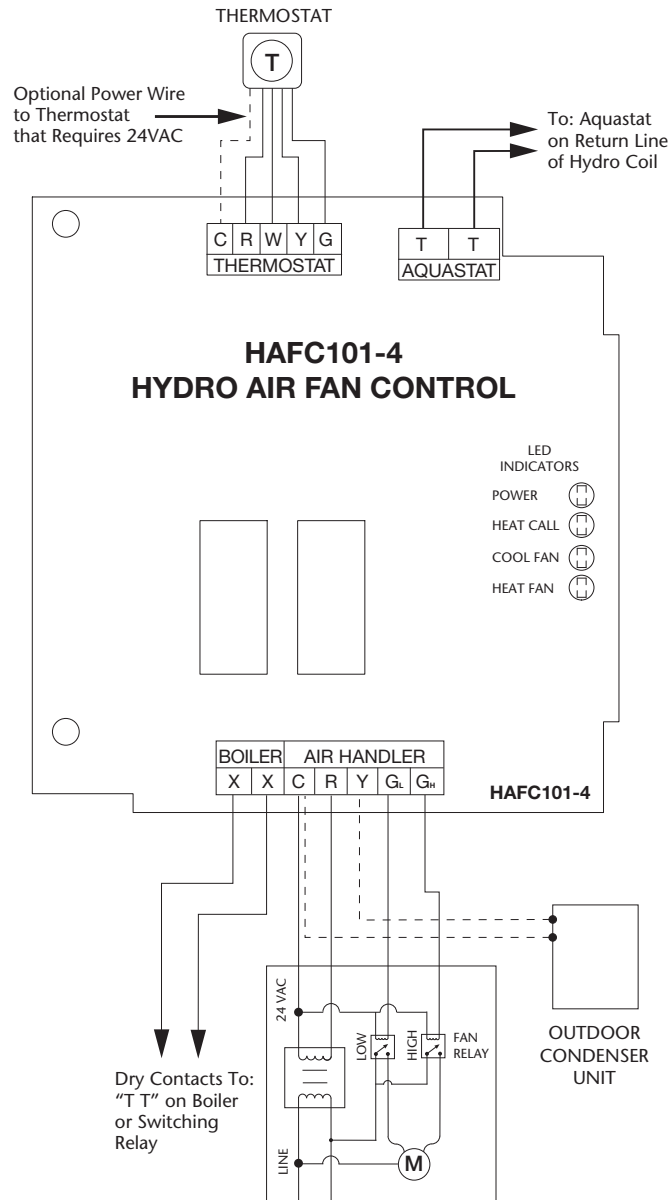 THERMOSTAT
T
Optional Power Wire
to Thermostat
that Requires 24VAC
To: Aquastat
on Return Line
of Hydro Coil
C R W Y G
THERMOSTAT
T T
AQUASTAT
HAFC101-4
HYDRO AIR FAN CONTROL
LED
INDICATORS
POWER
HEAT CALL
COOL FAN
HEAT FAN
BOILER AIR HANDLER
X X C R Y GL GH
HAFC101-4
24 VAC
LOW
HIGH
FAN
RELAY
LINE
M
OUTDOOR
CONDENSER
UNIT
Dry Contacts To:
“T T” on Boiler
or Switching
Relay